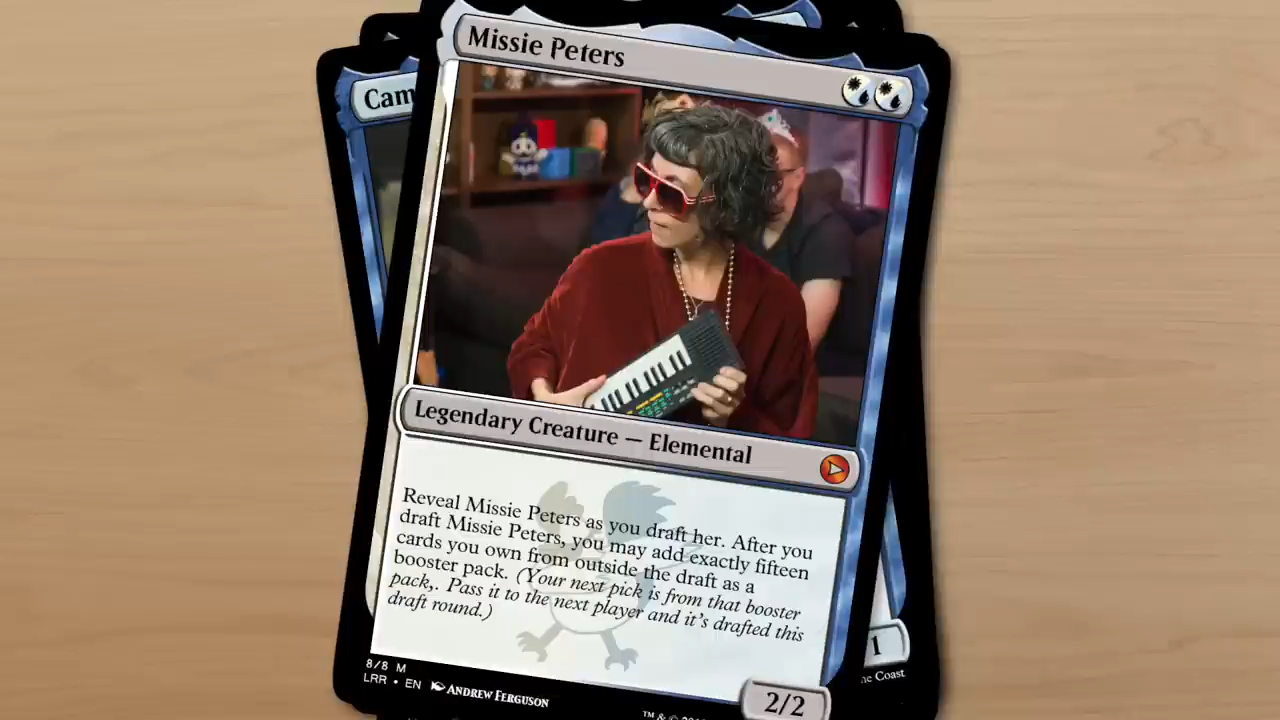 Missie Peters
Cam
Legendary Creature — Elemental
Reveal Missie Peters as you draft her. After you
draft Missie Peters, you may add exactly fifteen
cards you own from outside the draft as a
booster pack. (Your next pick is from that booster
pack,. Pass it to the next player and it's drafted this
draft round.)
1
8/8 M
LRR • EN ANDREW FERGUSON
2/2
™ & ©
he Coast